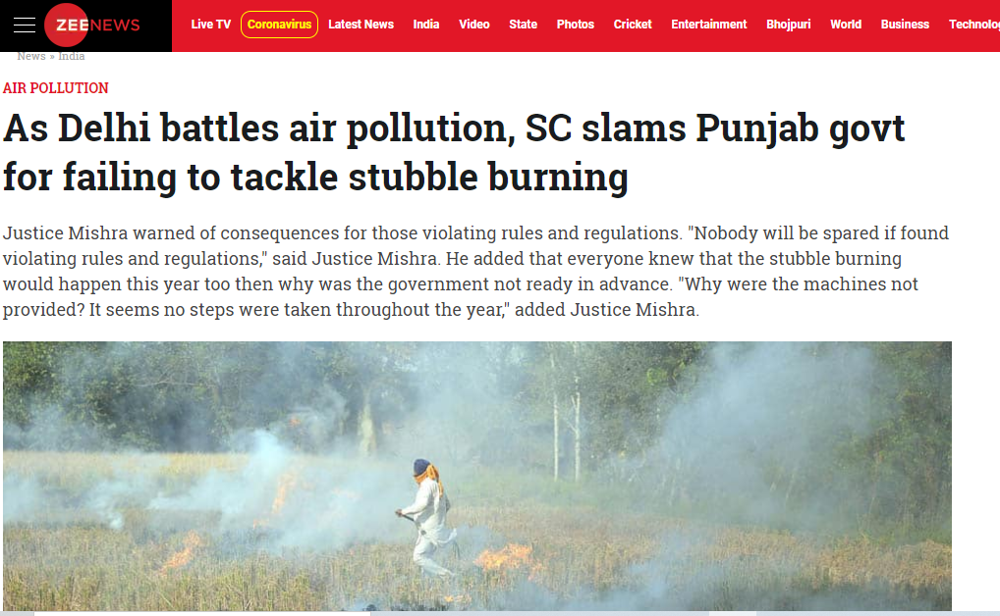 ZEENEWS
Live TV Coronavirus Latest News India Video State Photos Cricket Entertainment Bhojpuri World Business Technolog
News » India
AIR POLLUTION
As Delhi battles air pollution, SC slams Punjab govt
for failing to tackle stubble burning
Justice Mishra warned of consequences for those violating rules and regulations. "Nobody will be spared if found
violating rules and regulations," said Justice Mishra. He added that everyone knew that the stubble burning
would happen this year too then why was the government not ready in advance. "Why were the machines not
provided? It seems no steps were taken throughout the year," added Justice Mishra.